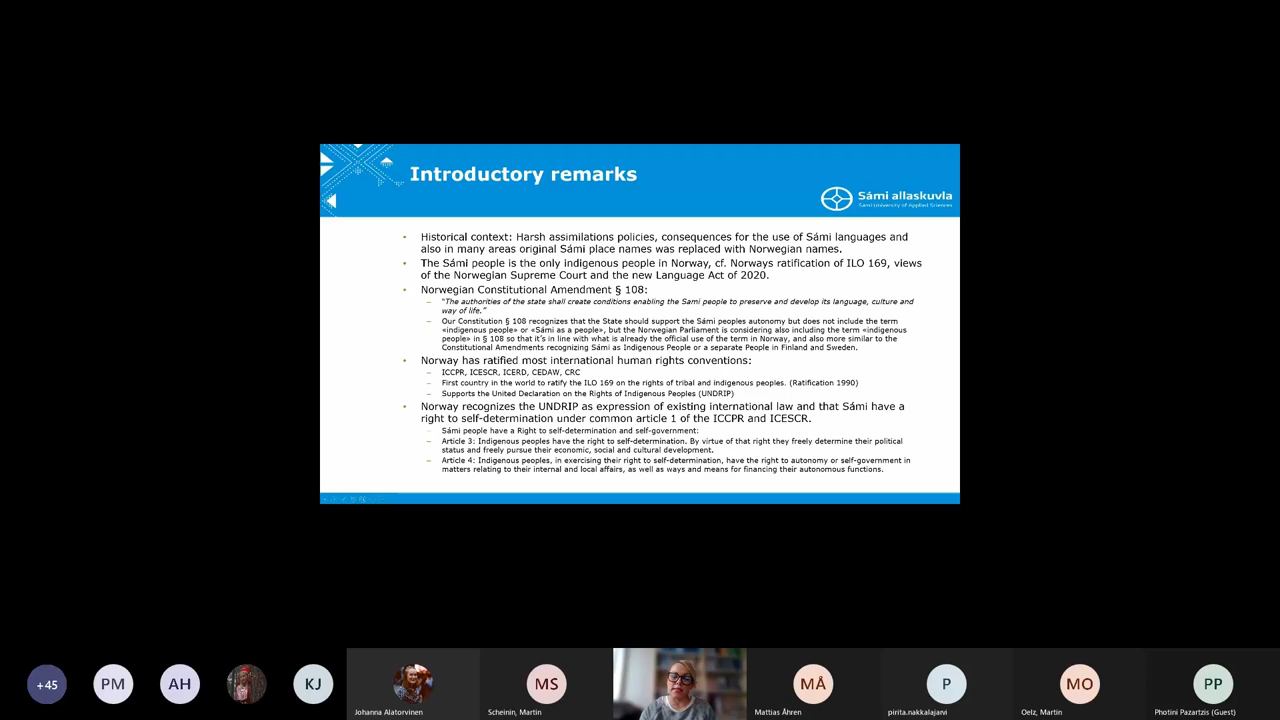 Introductory remarks
Sámi allaskuvla
Sámi University of Applied Sciences
• Historical context: Harsh assimilations policies, consequences for the use of Sámi languages and
also in many areas original Sámi place names was replaced with Norwegian names.
• The Sámi people is the only indigenous people in Norway, cf. Norways ratification of ILO 169, views
of the Norwegian Supreme Court and the new Language Act of 2020.
• Norwegian Constitutional Amendment § 108:
– “The authorities of the state shall create conditions enabling the Sami people to preserve and develop its language, culture and
way of life.”
– Our Constitution § 108 recognizes that the State should support the Sámi peoples autonomy but does not include the term
«indigenous people» or «Sámi as a people», but the Norwegian Parliament is considering also including the term «indigenous
people» in § 108 so that it’s in line with what is already the official use of the term in Norway, and also more similar to the
Constitutional Amendments recognizing Sámi as Indigenous People or a separate People in Finland and Sweden.
• Norway has ratified most international human rights conventions:
– ICCPR, ICESCR, ICERD, CEDAW, CRC
– First country in the world to ratify the ILO 169 on the rights of tribal and indigenous peoples. (Ratification 1990)
– Supports the United Declaration on the Rights of Indigenous Peoples (UNDRIP)
• Norway recognizes the UNDRIP as expression of existing international law and that Sámi have a
right to self-determination under common article 1 of the ICCPR and ICESCR.
– Sámi people have a Right to self-determination and self-government:
– Article 3: Indigenous peoples have the right to self-determination. By virtue of that right they freely determine their political
status and freely pursue their economic, social and cultural development.
– Article 4: Indigenous peoples, in exercising their right to self-determination, have the right to autonomy or self-government in
matters relating to their internal and local affairs, as well as ways and means for financing their autonomous functions.
+45
PM
AH
KJ
Johanna Alatorvinen
MS
Scheinin, Martin
MÅ
Mattias Åhren
P
pirita.nakkalajarvi
MO
Oelz, Martin
PP
Photini Pazartzis (Guest)